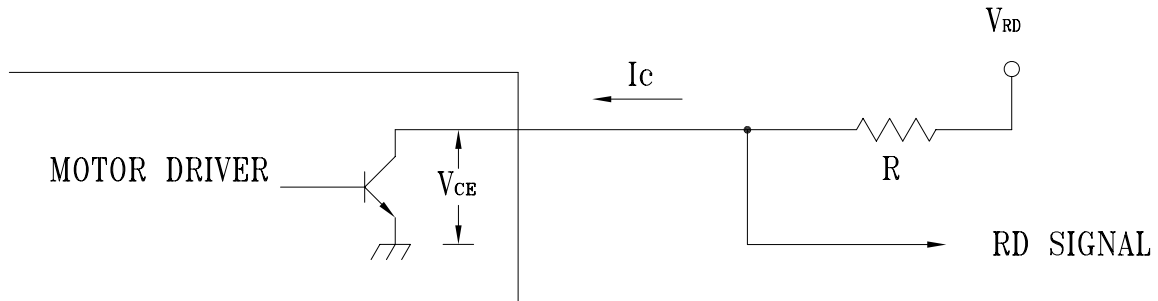 VRD
Ic
MOTOR DRIVER
VCE
R
RD SIGNAL